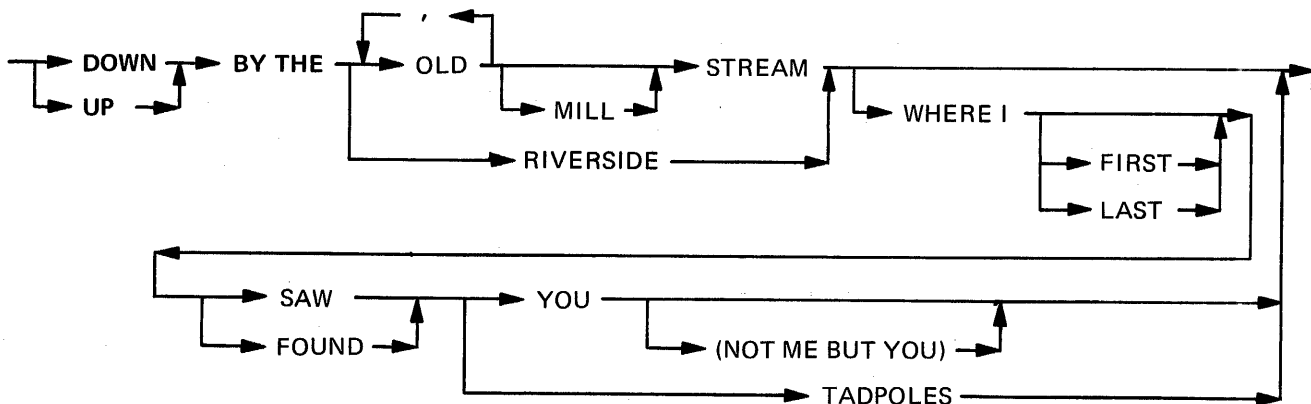 ,
DOWN BY THE OLD STREAM
UP MILL WHERE I
RIVERSIDE FIRST
LAST
SAW YOU
FOUND (NOT ME BUT YOU)
TADPOLES